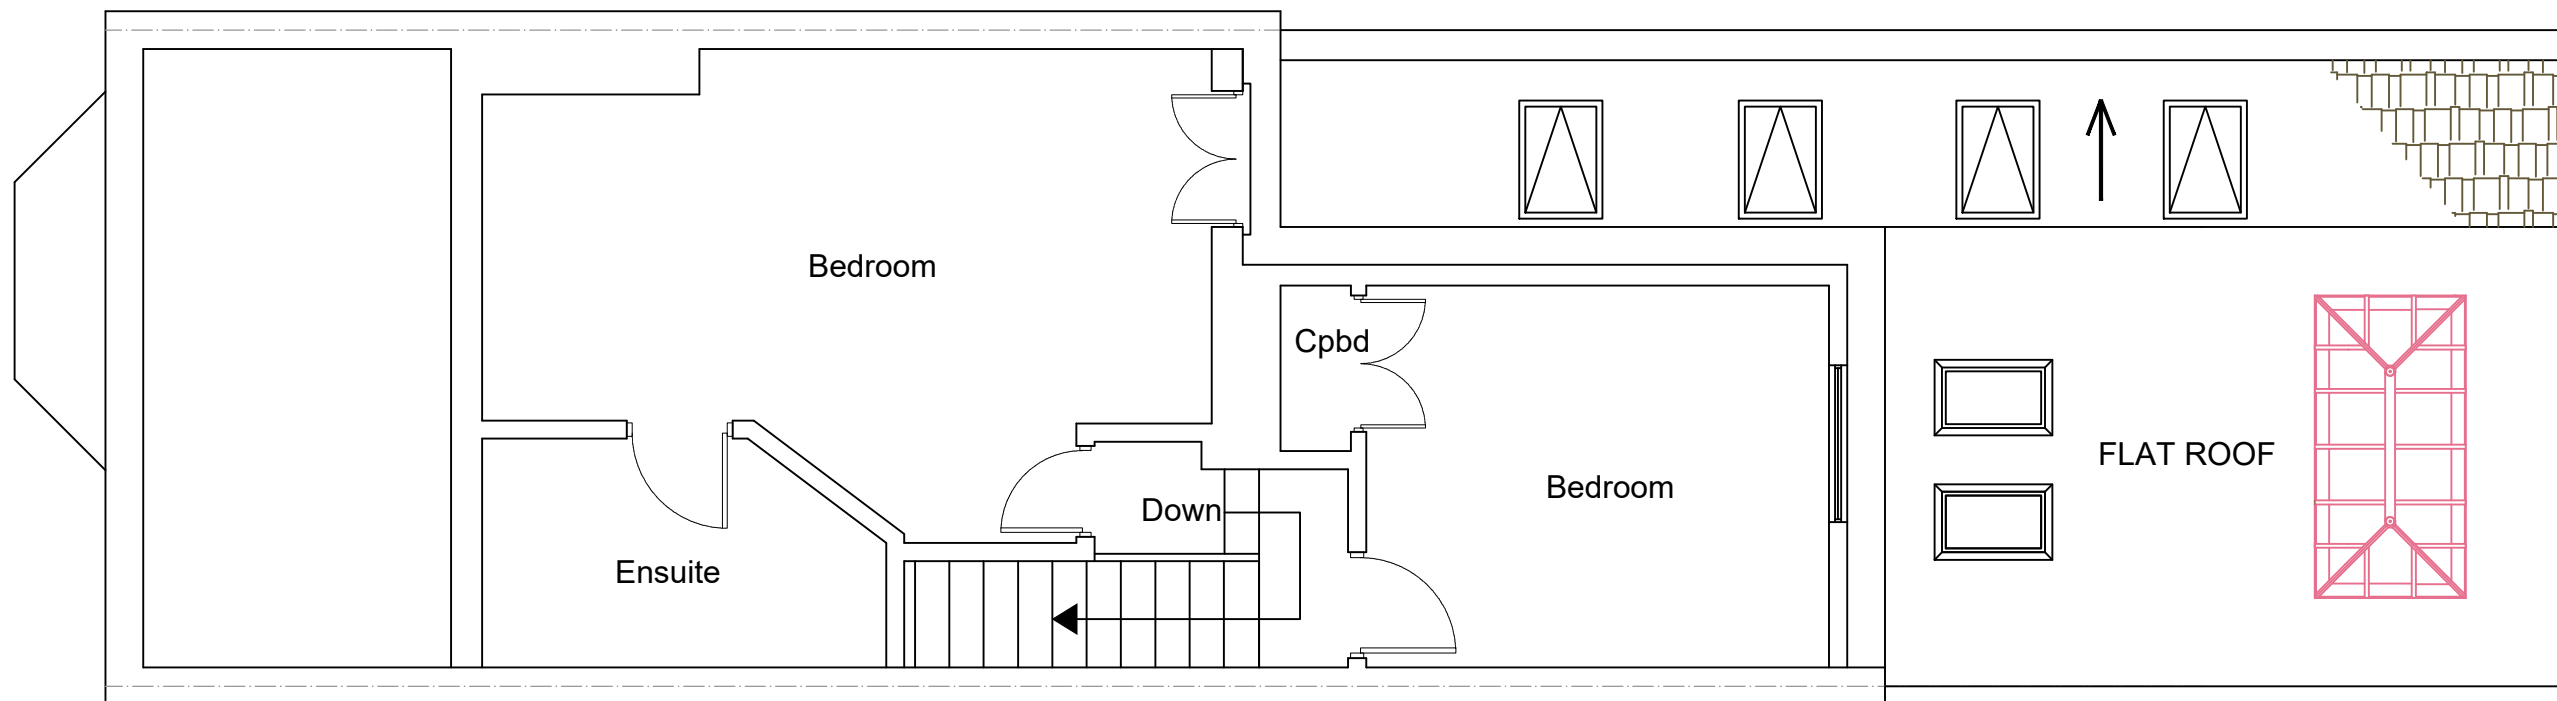 Bedroom
Cpbd
FLAT ROOF
Bedroom
Down
Ensuite